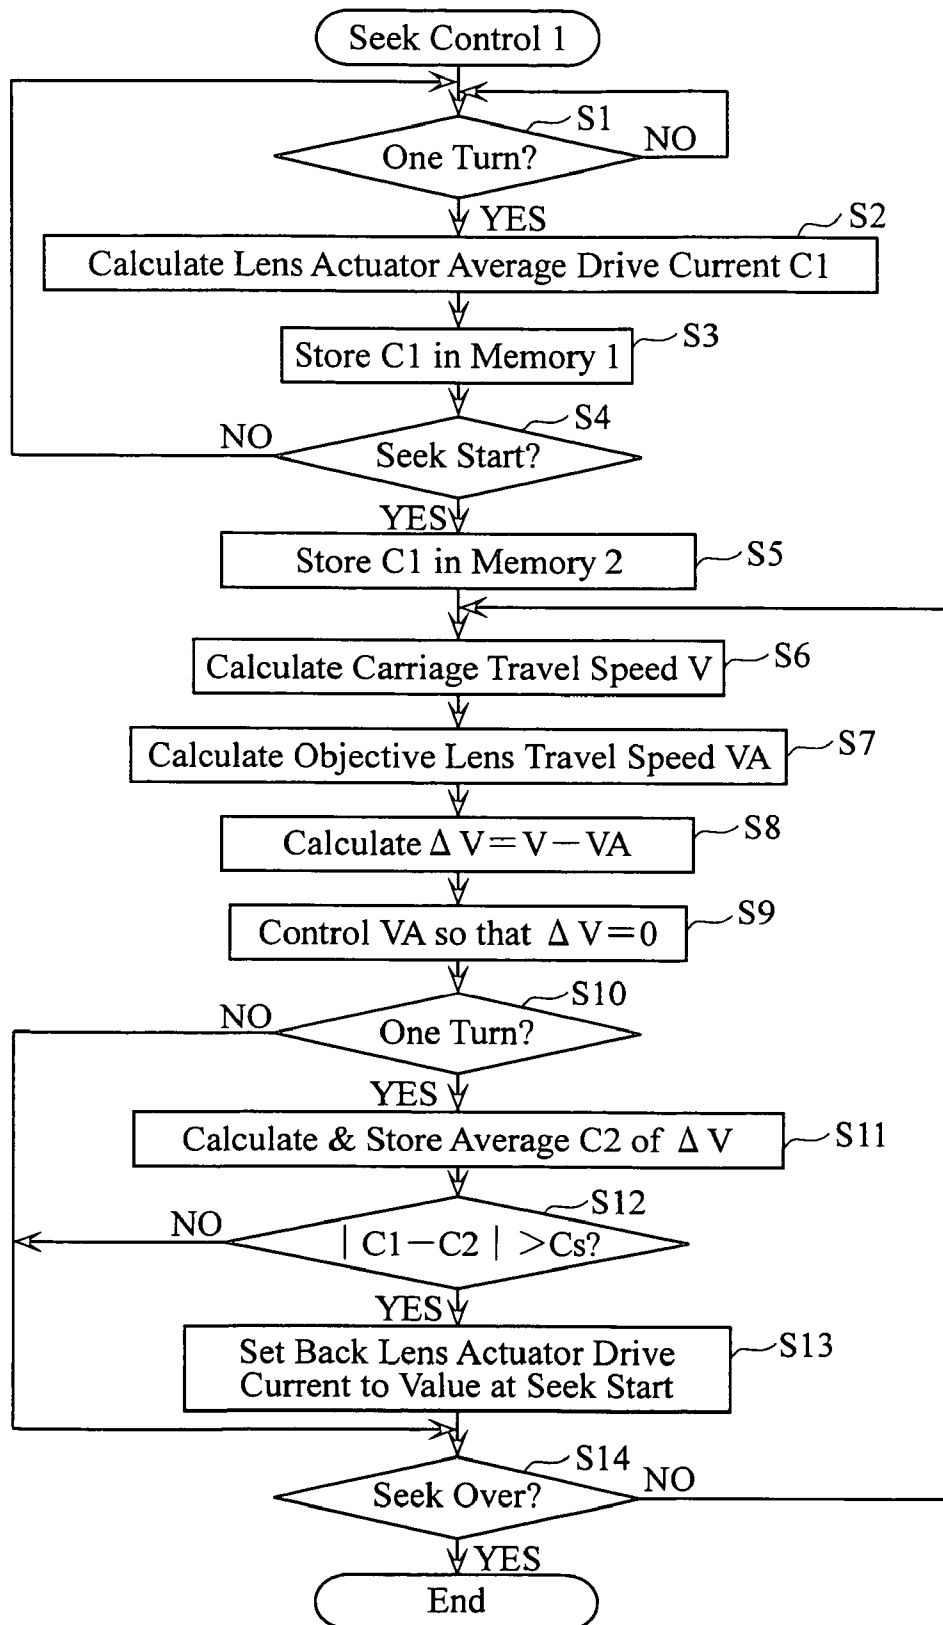 Seek Control 1
S1
One Turn?
NO
YES
S2
Calculate Lens Actuator Average Drive Current C1
S3
Store C1 in Memory 1
S4
NO
Seek Start?
YES
S5
Store C1 in Memory 2
S6
Calculate Carriage Travel Speed V
S7
Calculate Objective Lens Travel Speed VA
S8
Calculate Δ V=V−VA
S9
Control VA so that Δ V=0
S10
NO
One Turn?
YES
S11
Calculate & Store Average C2 of Δ V
S12
NO
| C1−C2 | >Cs?
YES
S13
Set Back Lens Actuator Drive
Current to Value at Seek Start
S14
NO
Seek Over?
YES
End